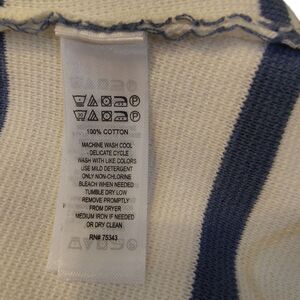 100% COTTON
MACHINE WASH COOL
- DELICATE CYCLE
WASH WITH LIKE COLORS
USE MILD DETERGENT
ONLY NON-CHLORINE
BLEACH WHEN NEEDED
TUMBLE DRY LOW
REMOVE PROMPTLY
FROM DRYER
MEDIUM IRON IF NEEDED
OR DRY CLEAN
RN# 75343